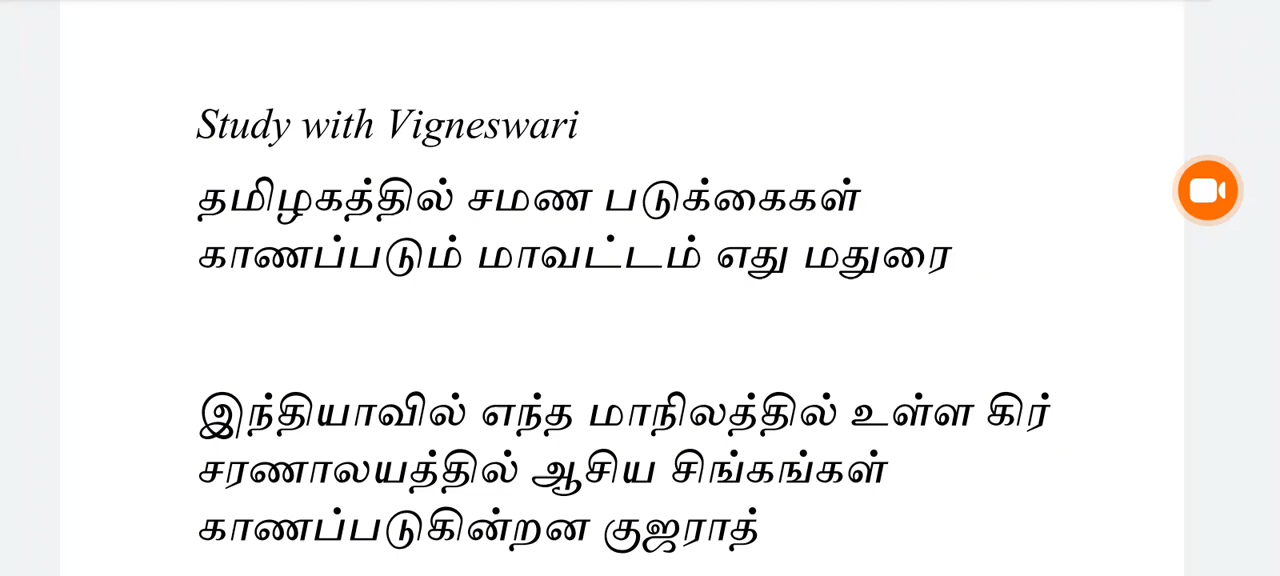 Study with Vigneswari
தமிழகத்தில் சமண படுக்கைகள்
காணப்படும் மாவட்டம் எது மதுரை
இந்தியாவில் எந்த மாநிலத்தில் உள்ள கிர்
சரணாலயத்தில் ஆசிய சிங்கங்கள்
காணப்படுகின்றன குஜராத்